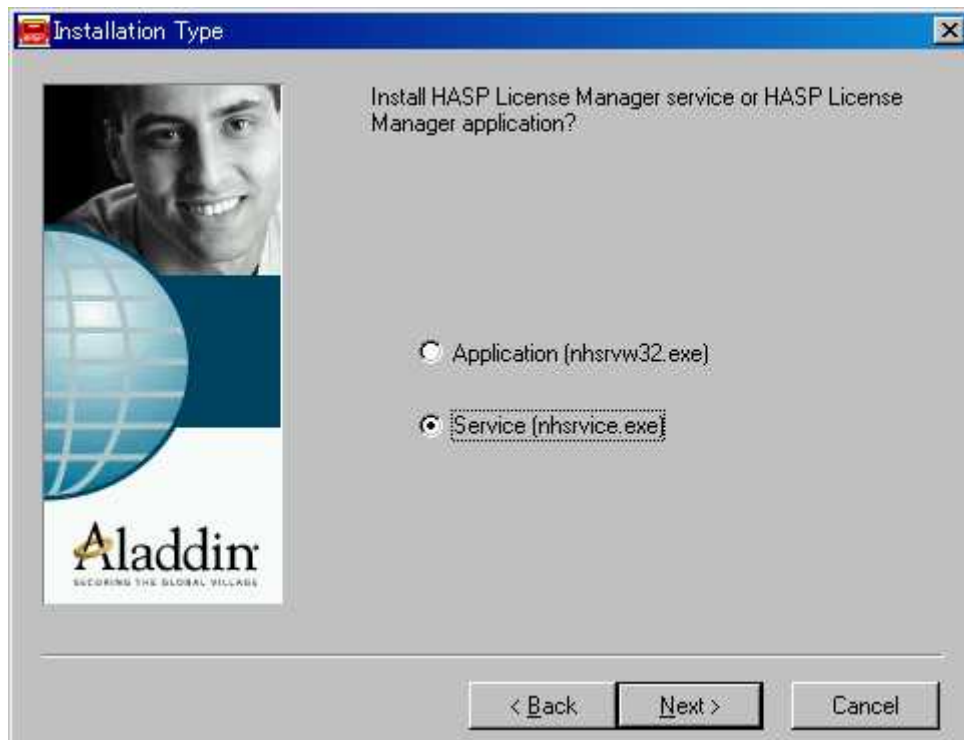 Installation Type
Install HASP License Manager service or HASP License
Manager application?
Application (nhsrvw32.exe)
Service (nhsrvice.exe)
Aladdin
SECURING THE GLOBAL VILLAGE
< Back
Next >
Cancel